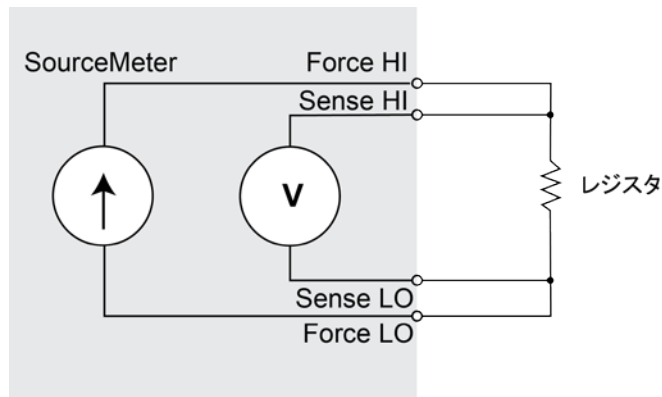 SourceMeter
Force HI
Sense HI
V
レジスタ
Sense LO
Force LO